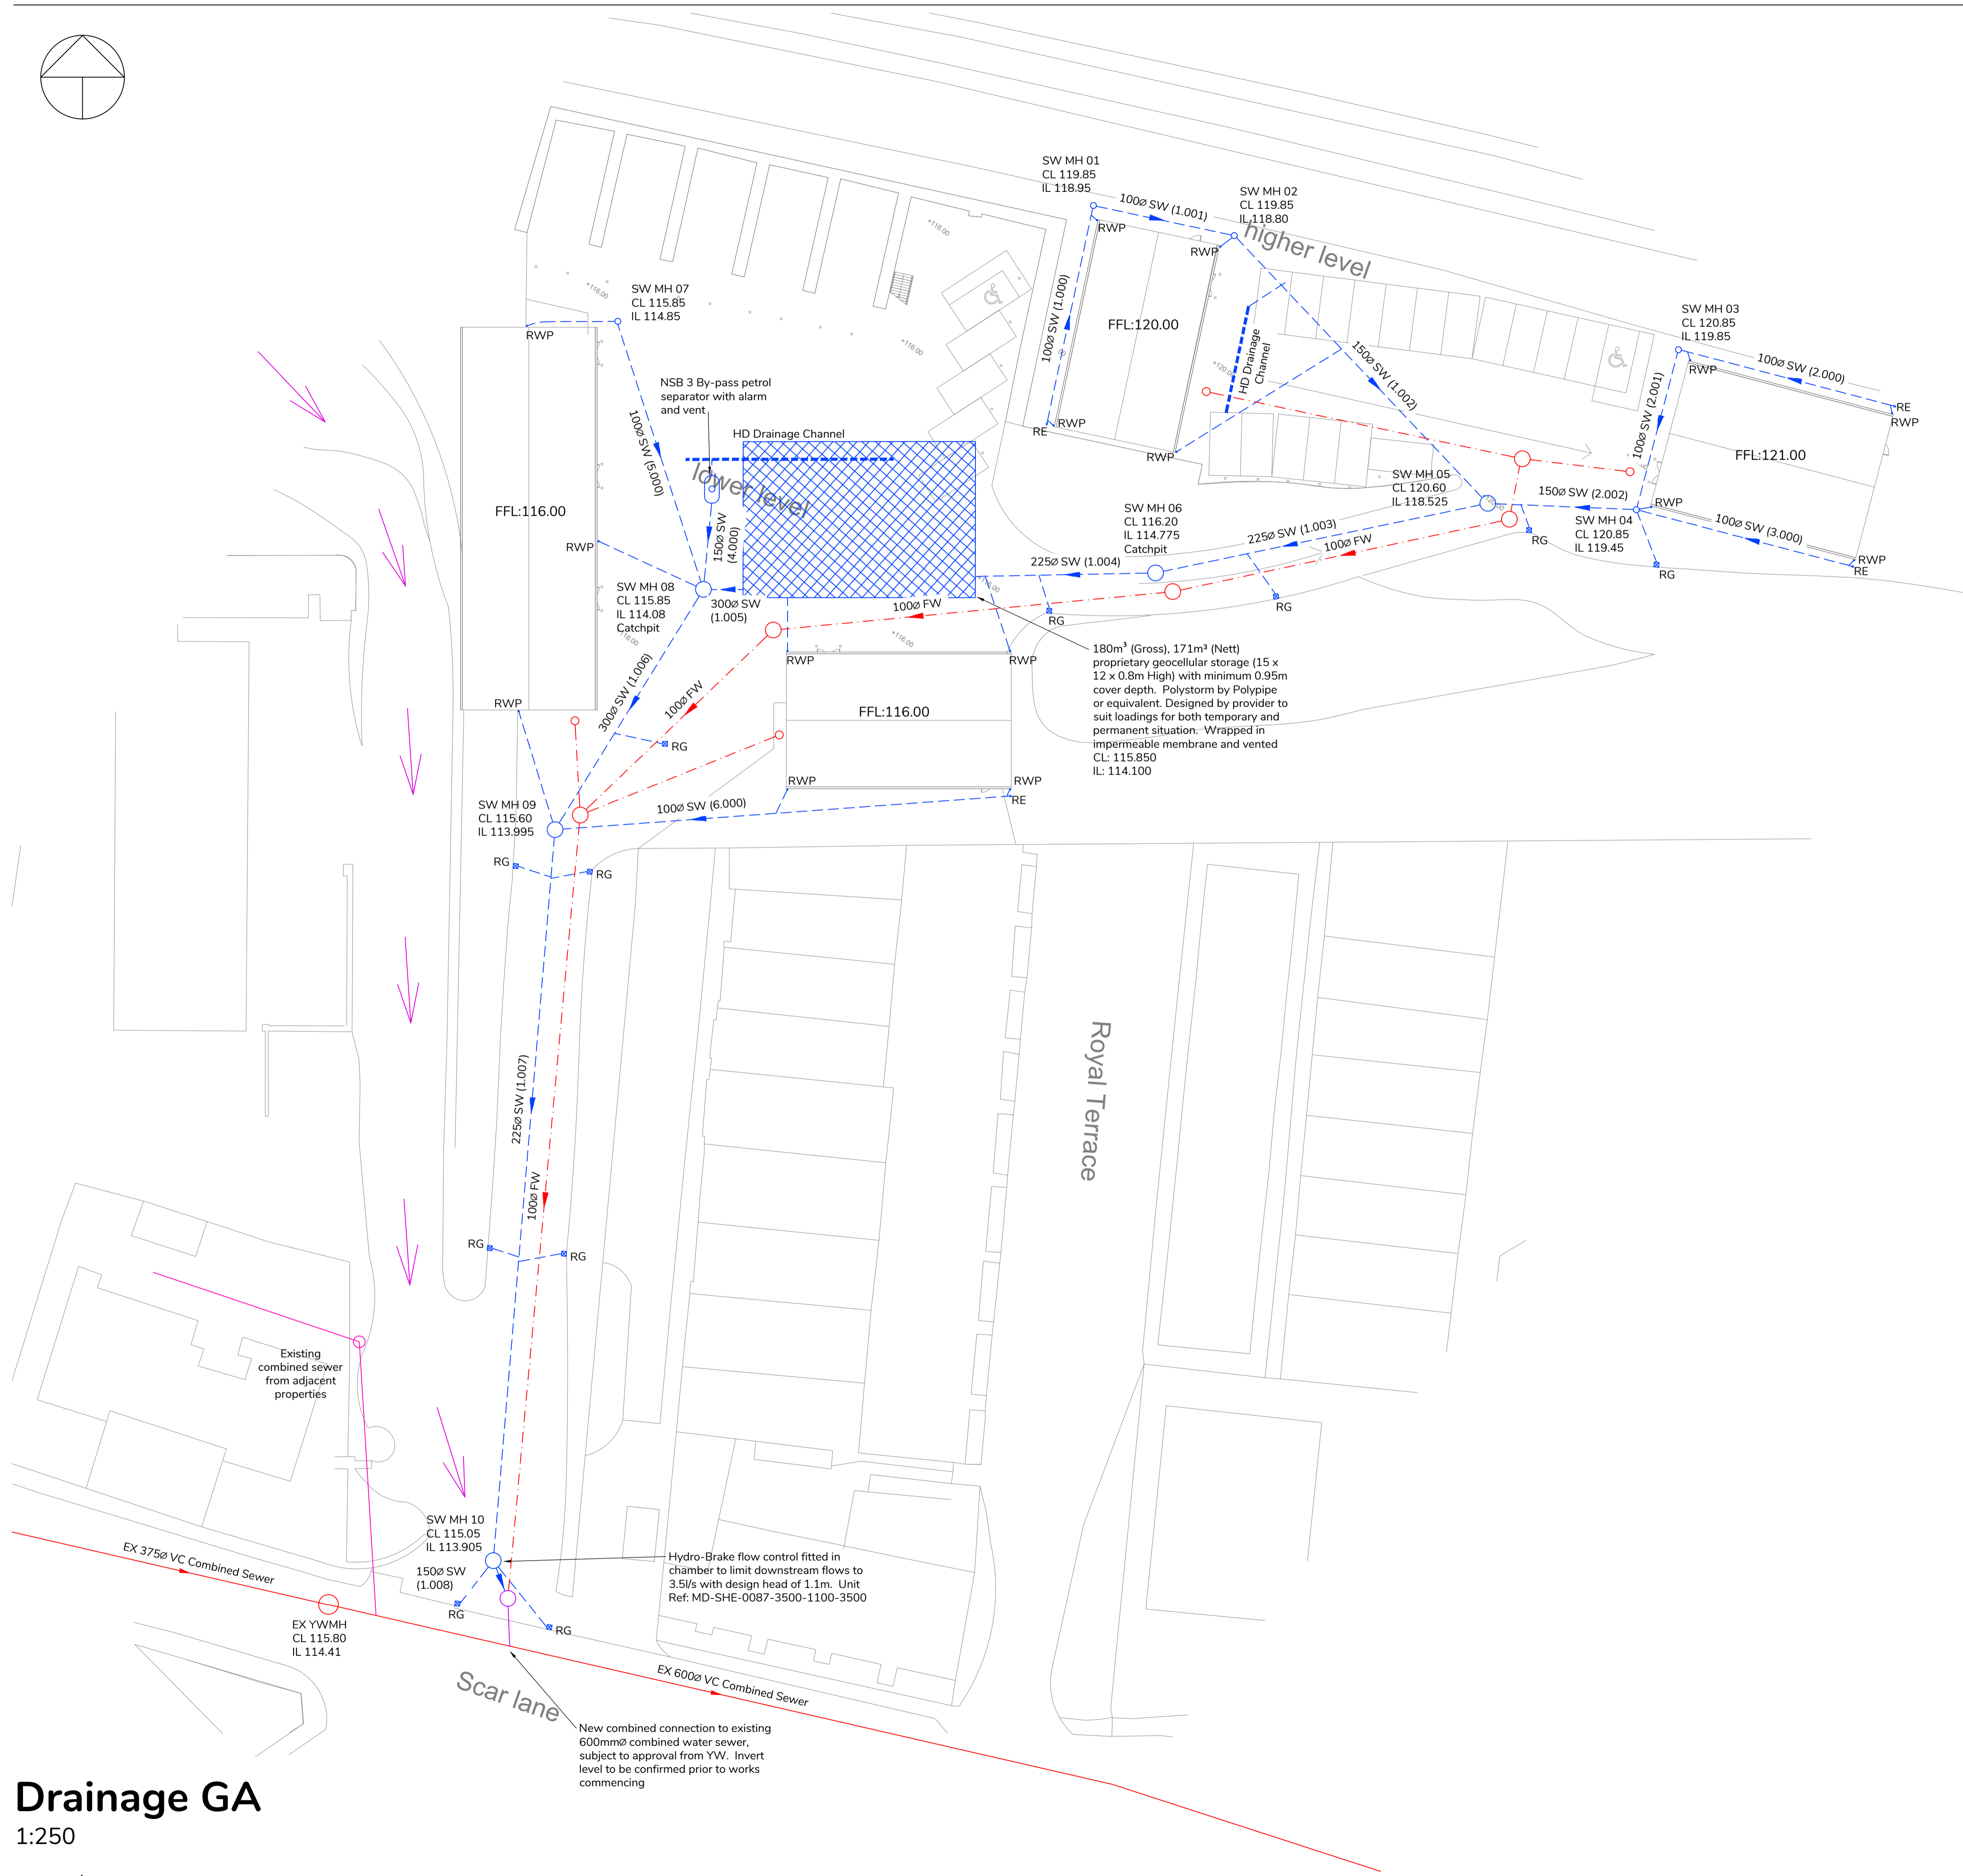 SW MH 01
CL 119.85
IL 118.95
100Ø SW (1.001)
SW MH 02
CL 119.85
IL 118.80
RWP
RWP
higher level
+116.00
+116.00
+116.00
SW MH 07
CL 115.85
IL 114.85
RWP
100Ø SW (1.000)
FFL:120.00
HD Drainage
Channel
+120.00
150Ø SW (1.002)
SW MH 03
CL 120.85
IL 119.85
100Ø SW (2.000)
RWP
RE
RWP
100Ø SW (2.001)
FFL:121.00
NSB 3 By-pass petrol
separator with alarm
and vent
HD Drainage Channel
lower level
100Ø SW (5.000)
RE
RWP
RWP
SW MH 05
CL 120.60
IL 118.525
150Ø SW (2.002)
RWP
SW MH 04
CL 120.85
IL 119.45
100Ø SW (3.000)
RWP
RE
RG
RG
FFL:116.00
RWP
150Ø SW
(4.000)
SW MH 06
CL 116.20
IL 114.775
Catchpit
225Ø SW (1.003)
100Ø FW
225Ø SW (1.004)
+116.00
RG
RG
SW MH 08
CL 115.85
IL 114.08
Catchpit
+116.00
300Ø SW
(1.005)
100Ø FW
+116.00
RWP
RWP
180m³ (Gross), 171m³ (Nett)
proprietary geocellular storage (15 x
12 x 0.8m High) with minimum 0.95m
cover depth. Polystorm by Polypipe
or equivalent. Designed by provider to
suit loadings for both temporary and
permanent situation. Wrapped in
impermeable membrane and vented
CL: 115.850
IL: 114.100
300Ø SW (1.006)
100Ø FW
RWP
RG
FFL:116.00
RWP
RWP
RE
SW MH 09
CL 115.60
IL 113.995
100Ø SW (6.000)
RG
RG
225Ø SW (1.007)
100Ø FW
Royal Terrace
RG
RG
Existing
combined sewer
from adjacent
properties
SW MH 10
CL 115.05
IL 113.905
150Ø SW
(1.008)
RG
RG
Hydro-Brake flow control fitted in
chamber to limit downstream flows to
3.5l/s with design head of 1.1m. Unit
Ref: MD-SHE-0087-3500-1100-3500
EX 375Ø VC Combined Sewer
EX YWMH
CL 115.80
IL 114.41
Scar lane
EX 600Ø VC Combined Sewer
New combined connection to existing
600mmØ combined water sewer,
subject to approval from YW. Invert
level to be confirmed prior to works
commencing
Drainage GA
1:250